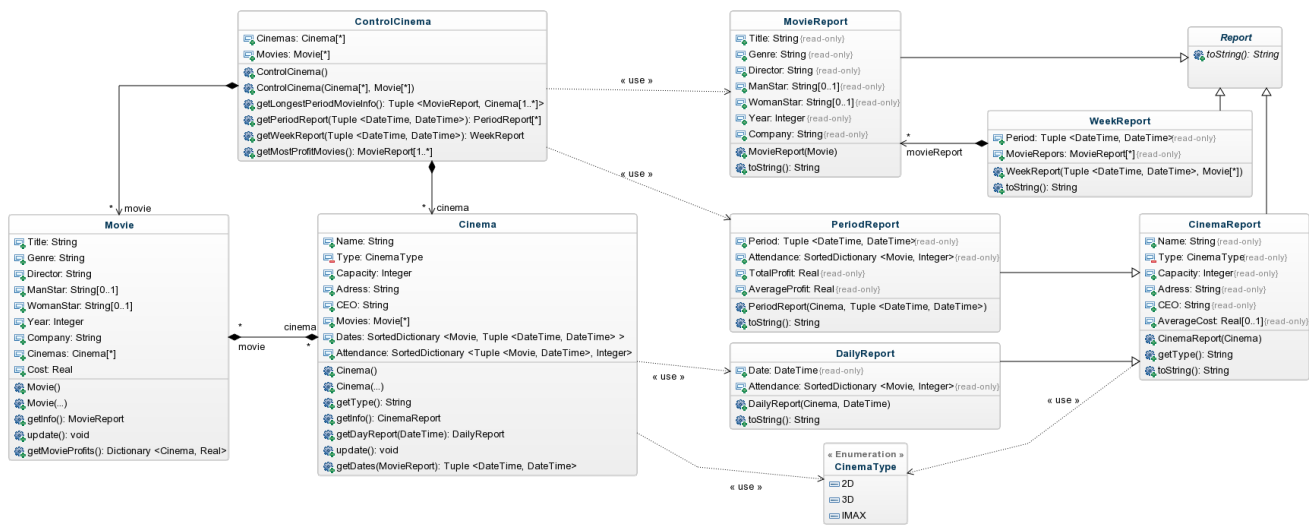 ControlCinema
Cinemas: Cinema[*]
Movies: Movie[*]
ControlCinema()
ControlCinema(Cinema[*], Movie[*])
getLongestPeriodMovieInfo(): Tuple <MovieReport, Cinema[1..*]>
getPeriodReport(Tuple <DateTime, DateTime>): PeriodReport[*]
getWeekReport(Tuple <DateTime, DateTime>): WeekReport
getMostProfitMovies(): MovieReport[1..*]
« use »
« use »
MovieReport
Title: String{read-only}
Genre: String{read-only}
Director: String {read-only}
ManStar: String[0..1]{read-only}
WomanStar: String[0..1]{read-only}
Year: Integer{read-only}
Company: String{read-only}
MovieReport(Movie)
toString(): String
Report
toString(): String
*
movieReport
WeekReport
Period: Tuple <DateTime, DateTime>{read-only}
MovieRepors: MovieReport[*]{read-only}
WeekReport(Tuple <DateTime, DateTime>, Movie[*])
toString(): String
* movie
* cinema
Movie
Title: String
Genre: String
Director: String
ManStar: String[0..1]
WomanStar: String[0..1]
Year: Integer
Company: String
Cinemas: Cinema[*]
Cost: Real
Movie()
Movie(...)
getInfo(): MovieReport
update(): void
getMovieProfits(): Dictionary <Cinema, Real>
*
movie
cinema
*
Cinema
Name: String
Type: CinemaType
Capacity: Integer
Adress: String
CEO: String
Movies: Movie[*]
Dates: SortedDictionary <Movie, Tuple <DateTime, DateTime> >
Attendance: SortedDictionary <Tuple <Movie, DateTime>, Integer>
Cinema()
Cinema(...)
getType(): String
getInfo(): CinemaReport
getDayReport(DateTime): DailyReport
update(): void
getDates(MovieReport): Tuple <DateTime, DateTime>
« use »
« use »
PeriodReport
Period: Tuple <DateTime, DateTime>{read-only}
Attendance: SortedDictionary <Movie, Integer>{read-only}
TotalProfit: Real{read-only}
AverageProfit: Real{read-only}
PeriodReport(Cinema, Tuple <DateTime, DateTime>)
toString(): String
DailyReport
Date: DateTime{read-only}
Attendance: SortedDictionary <Movie, Integer>{read-only}
DailyReport(Cinema, DateTime)
toString(): String
CinemaReport
Name: String{read-only}
Type: CinemaType{read-only}
Capacity: Integer{read-only}
Adress: String{read-only}
CEO: String{read-only}
AverageCost: Real[0..1]{read-only}
CinemaReport(Cinema)
getType(): String
toString(): String
« use »
« Enumeration »
CinemaType
2D
3D
IMAX